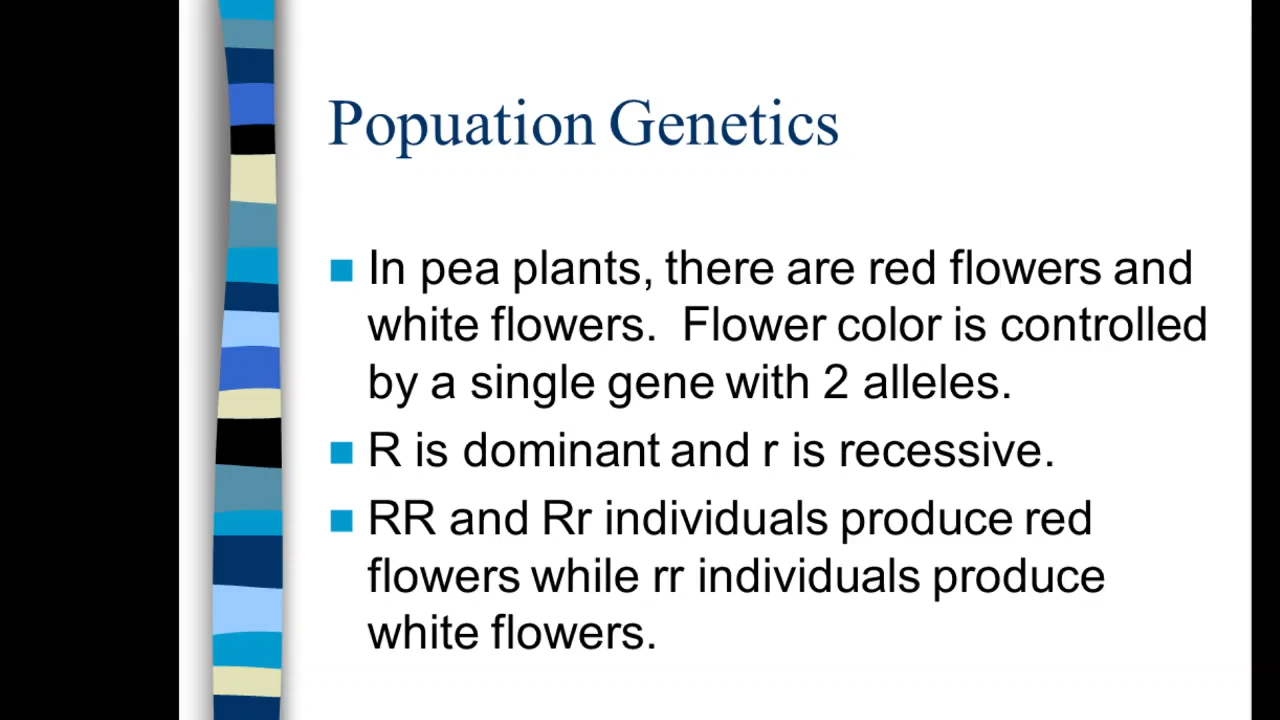 Popuation Genetics
In pea plants, there are red flowers and
white flowers.  Flower color is controlled
by a single gene with 2 alleles.
R is dominant and r is recessive.
RR and Rr individuals produce red
flowers while rr individuals produce
white flowers.